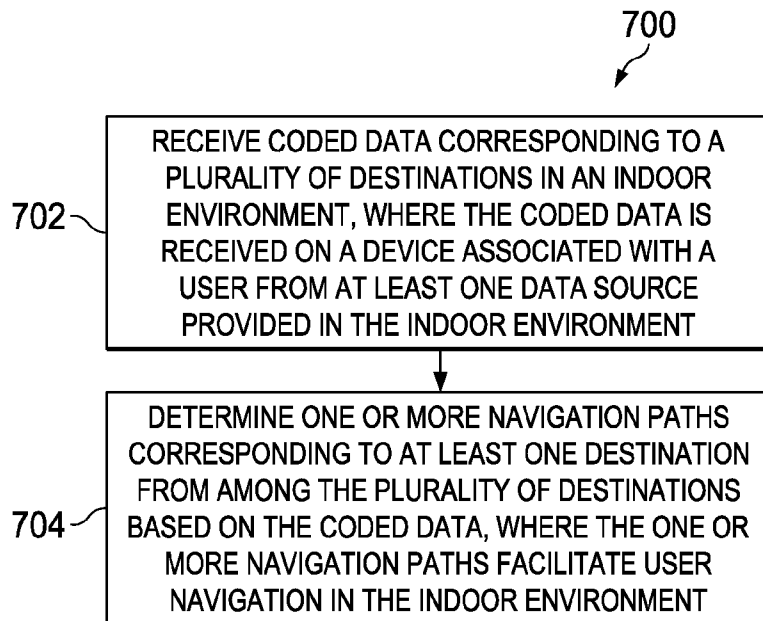 700
702
RECEIVE CODED DATA CORRESPONDING TO A
PLURALITY OF DESTINATIONS IN AN INDOOR
ENVIRONMENT, WHERE THE CODED DATA IS
RECEIVED ON A DEVICE ASSOCIATED WITH A
USER FROM AT LEAST ONE DATA SOURCE
PROVIDED IN THE INDOOR ENVIRONMENT
704
DETERMINE ONE OR MORE NAVIGATION PATHS
CORRESPONDING TO AT LEAST ONE DESTINATION
FROM AMONG THE PLURALITY OF DESTINATIONS
BASED ON THE CODED DATA, WHERE THE ONE OR
MORE NAVIGATION PATHS FACILITATE USER
NAVIGATION IN THE INDOOR ENVIRONMENT